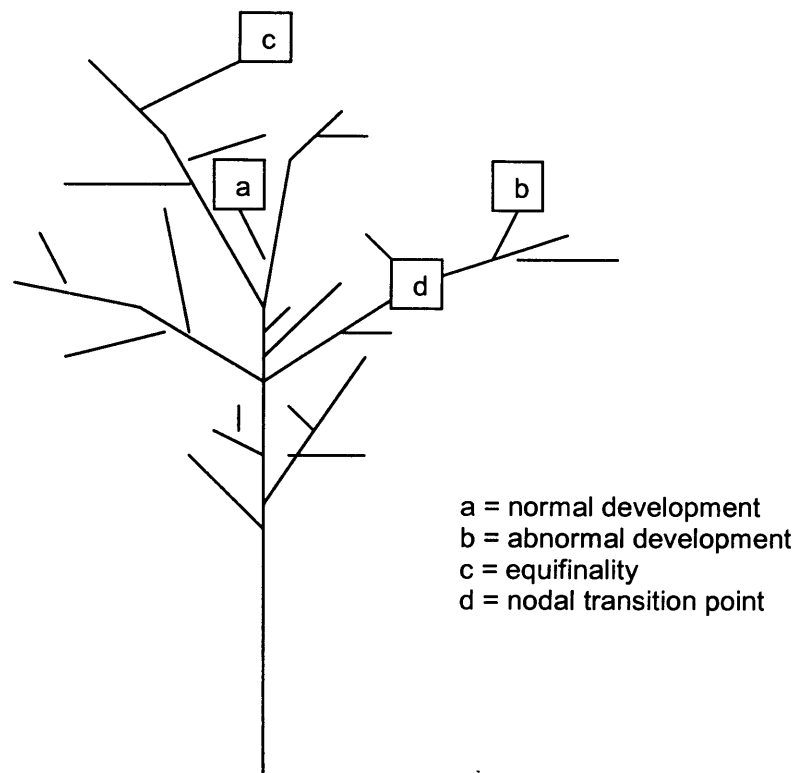 c
a
b
d
a = normal development
b = abnormal development
c = equifinality
d = nodal transition point